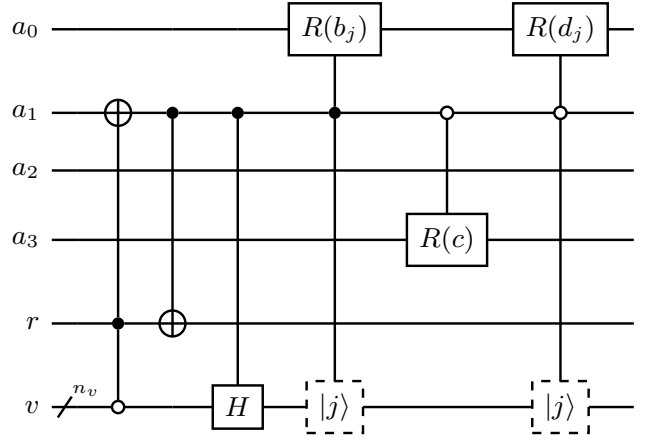 a₀ R(bⱼ) R(dⱼ)
a₁
a₂
a₃ R(c)
r
v nᵥ H |j⟩ |j⟩